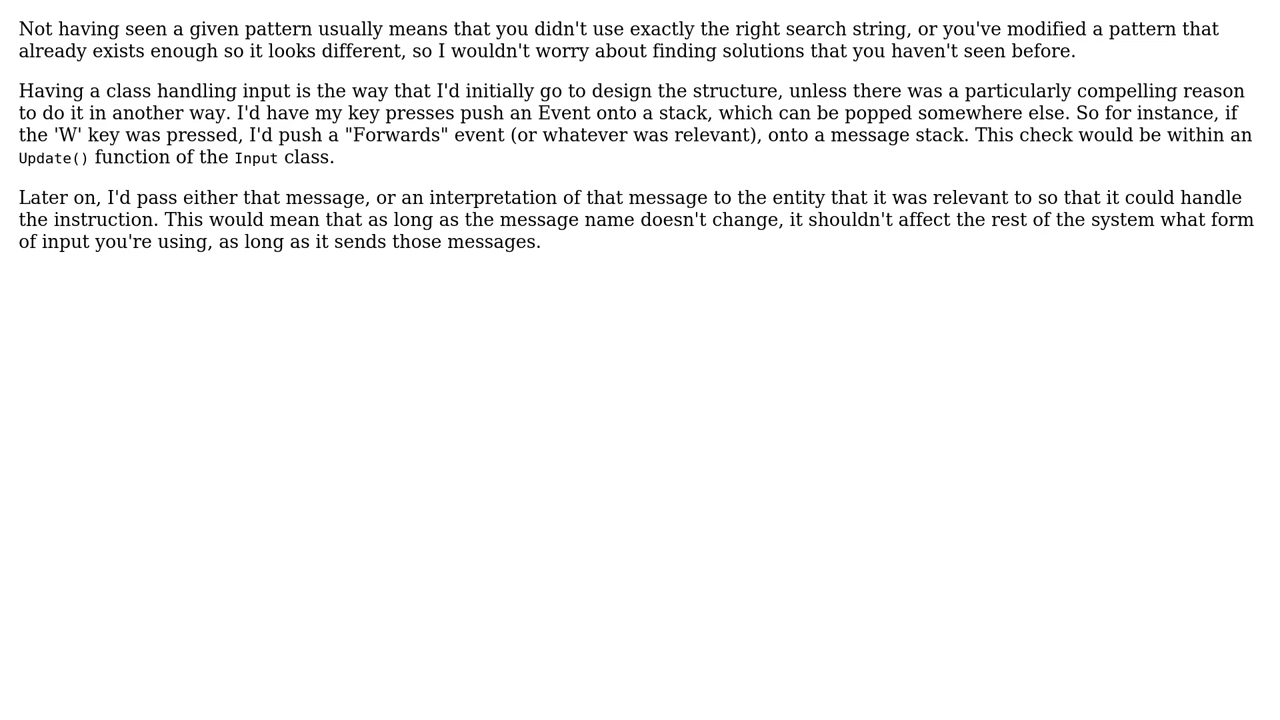 Not having seen a given pattern usually means that you didn't use exactly the right search string, or you've modified a pattern that
already exists enough so it looks different, so I wouldn't worry about finding solutions that you haven't seen before.
Having a class handling input is the way that I'd initially go to design the structure, unless there was a particularly compelling reason
to do it in another way. I'd have my key presses push an Event onto a stack, which can be popped somewhere else. So for instance, if
the 'W' key was pressed, I'd push a "Forwards" event (or whatever was relevant), onto a message stack. This check would be within an
Update() function of the Input class.
Later on, I'd pass either that message, or an interpretation of that message to the entity that it was relevant to so that it could handle
the instruction. This would mean that as long as the message name doesn't change, it shouldn't affect the rest of the system what form
of input you're using, as long as it sends those messages.